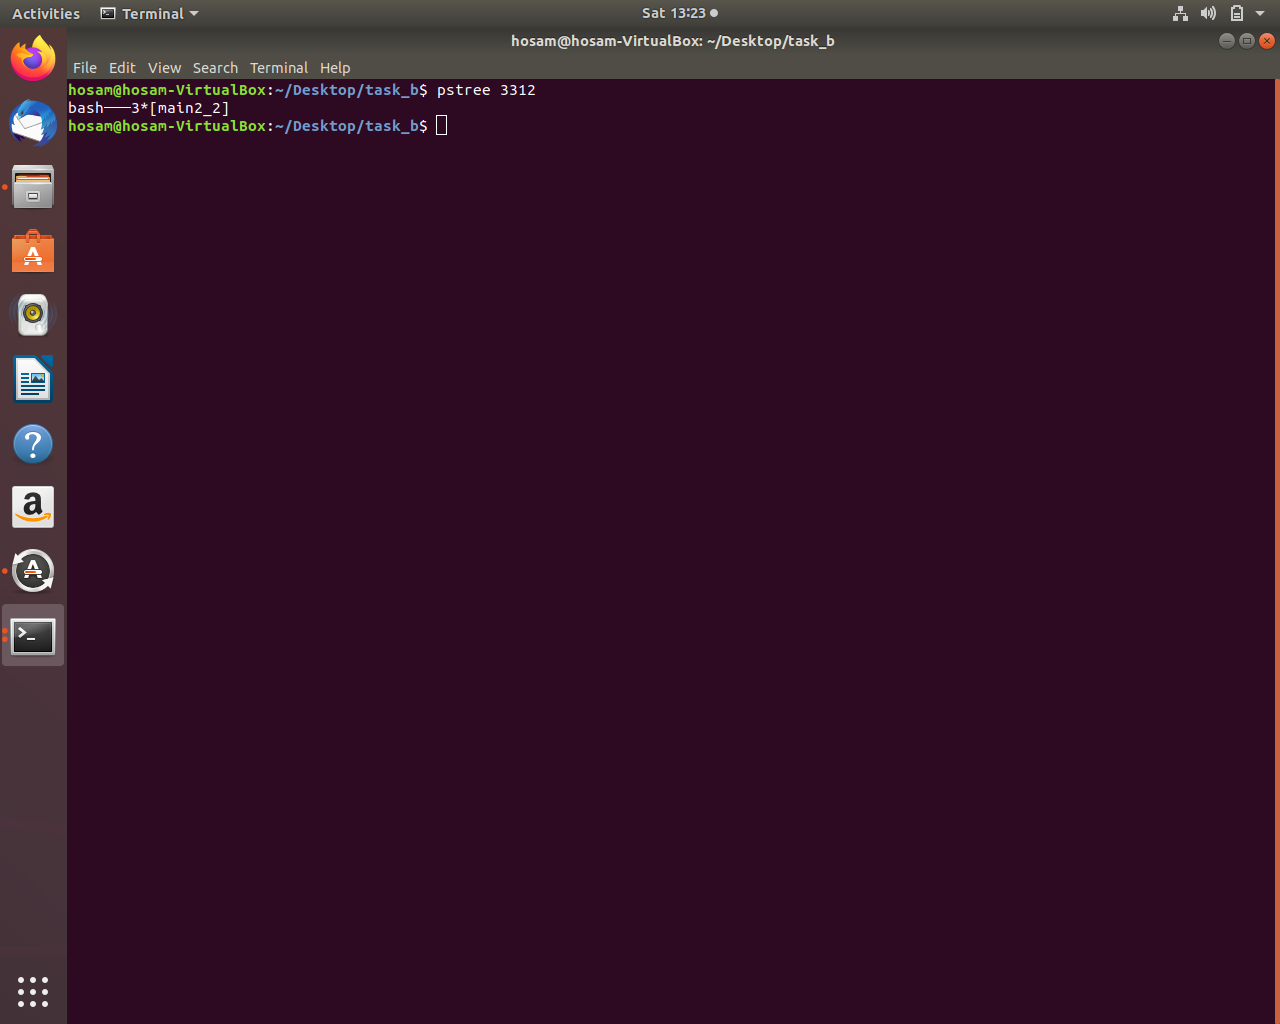 Activities Terminal Sat 13:23
hosam@hosam-VirtualBox: ~/Desktop/task_b
File Edit View Search Terminal Help
hosam@hosam-VirtualBox:~/Desktop/task_b$ pstree 3312
bash───3*[main2_2]
hosam@hosam-VirtualBox:~/Desktop/task_b$